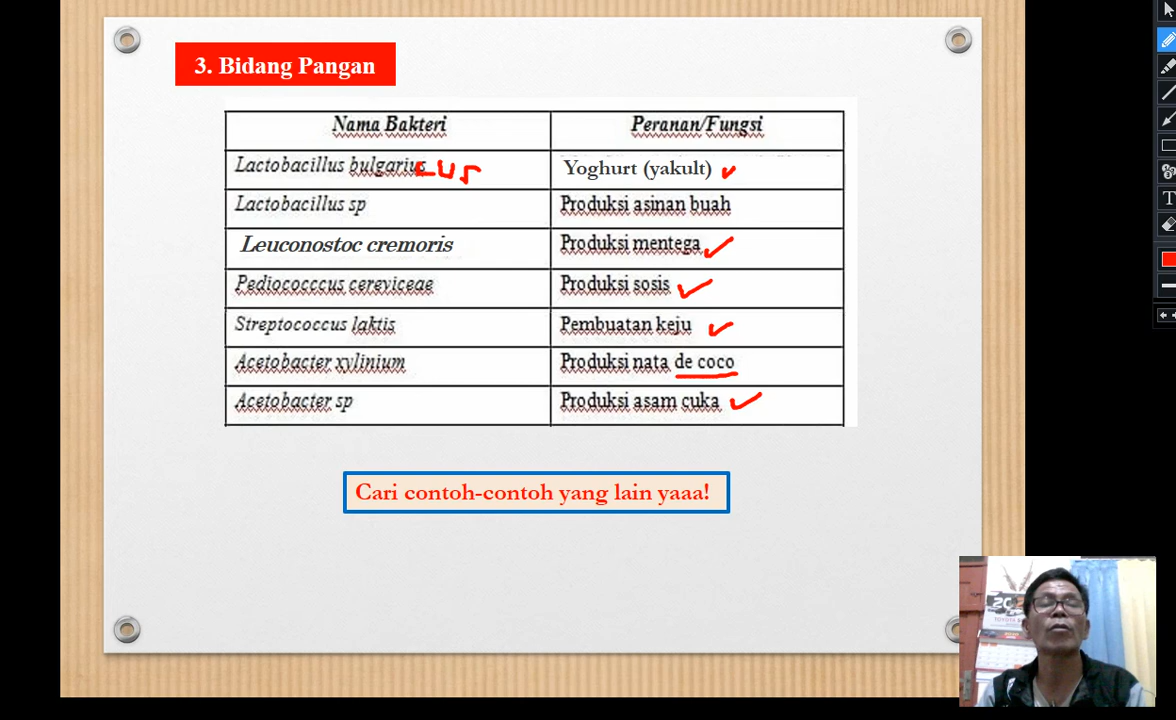 3. Bidang Pangan
Nama Bakteri Peranan/Fungsi
Lactobacillus bulgarius cus Yoghurt (yakult)
Lactobacillus sp Produksi asinan buah
Leuconostoc cremoris Produksi mentega
Pediococccus cereviceae Produksi sosis
Streptococcus laktis Pembuatan keju
Acetobacter xylinium Produksi nata de coco
Acetobacter sp Produksi asam cuka
Cari contoh-contoh yang lain yaaa!